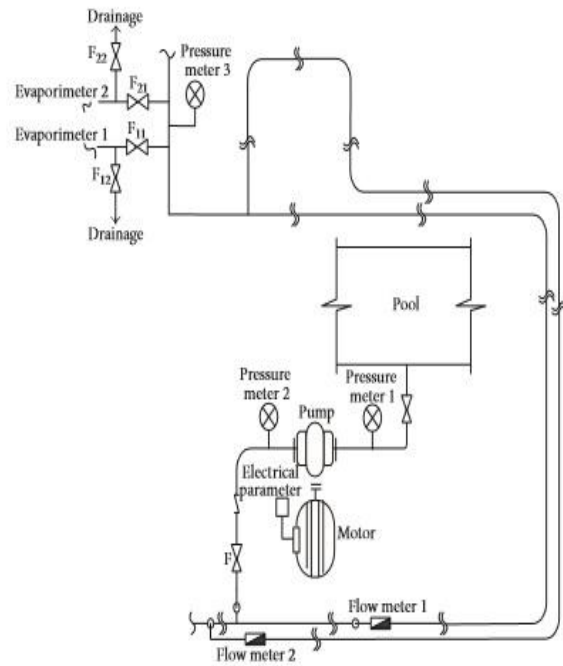 Drainage
F22
Pressure
meter 3
Evaporimeter 2
F21
Evaporimeter 1
F11
F12
Drainage
Pool
Pressure
meter 2
Pressure
meter 1
Pump
Electrical
parameter
Motor
F
Flow meter 1
Flow meter 2